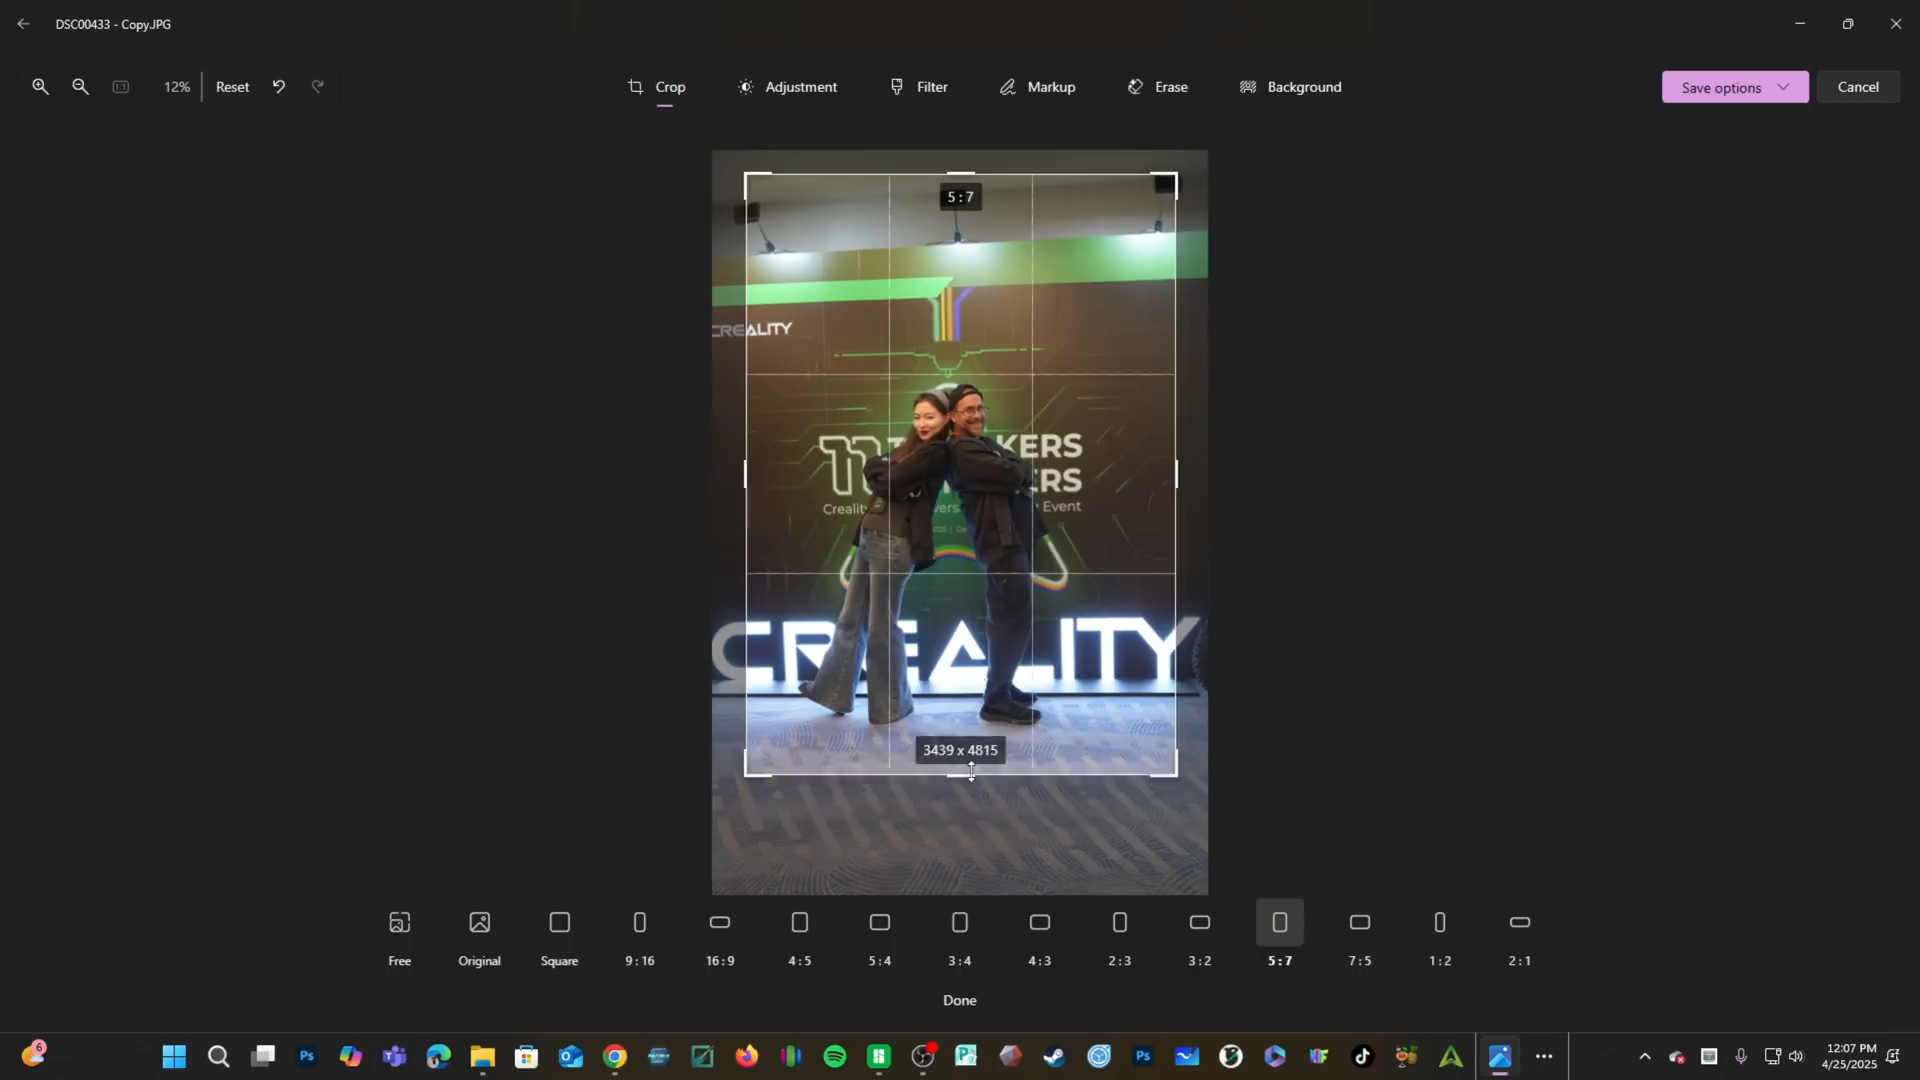 DSC00433 - Copy.JPG
12%
Reset
Crop
Adjustment
Filter
Markup
Erase
Background
Save options
Cancel
5:7
CREALITY
KERS
ERS
Event
CREALITY
3439 x 4815
Free
Original
Square
9:16
16:9
4:5
5:4
3:4
4:3
2:3
3:2
5:7
7:5
1:2
2:1
Done
6
12:07 PM
4/25/2025